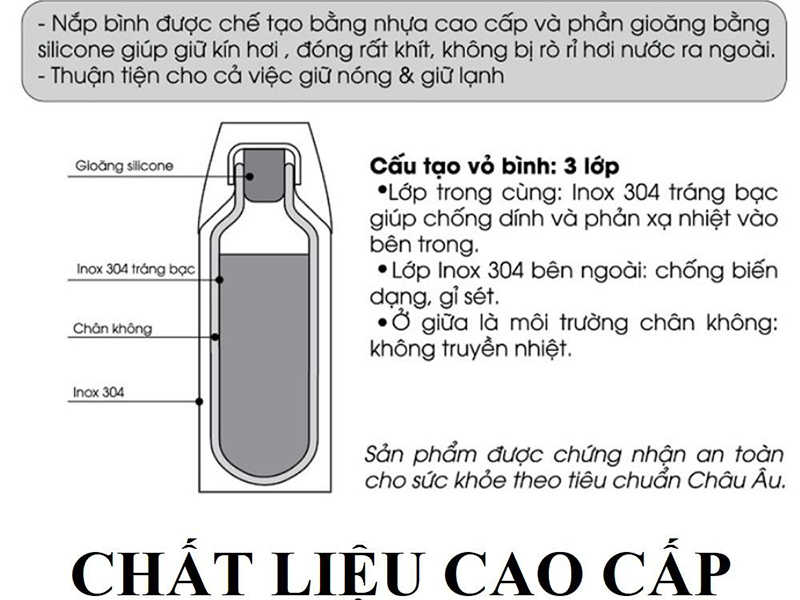 - Nắp bình được chế tạo bằng nhựa cao cấp và phần gioăng bằng
silicone giúp giữ kín hơi , đóng rất khít, không bị rò rỉ hơi nước ra ngoài.
- Thuận tiện cho cả việc giữ nóng & giữ lạnh
Gioăng silicone
Inox 304 tráng bạc
Chân không
Inox 304
Cấu tạo vỏ bình: 3 lớp
•Lớp trong cùng: Inox 304 tráng bạc
giúp chống dính và phản xạ nhiệt vào
bên trong.
• Lớp Inox 304 bên ngoài: chống biến
dạng, gỉ sét.
• Ở giữa là môi trường chân không:
không truyền nhiệt.
Sản phẩm được chứng nhận an toàn
cho sức khỏe theo tiêu chuẩn Châu Âu.
CHẤT LIỆU CAO CẤP